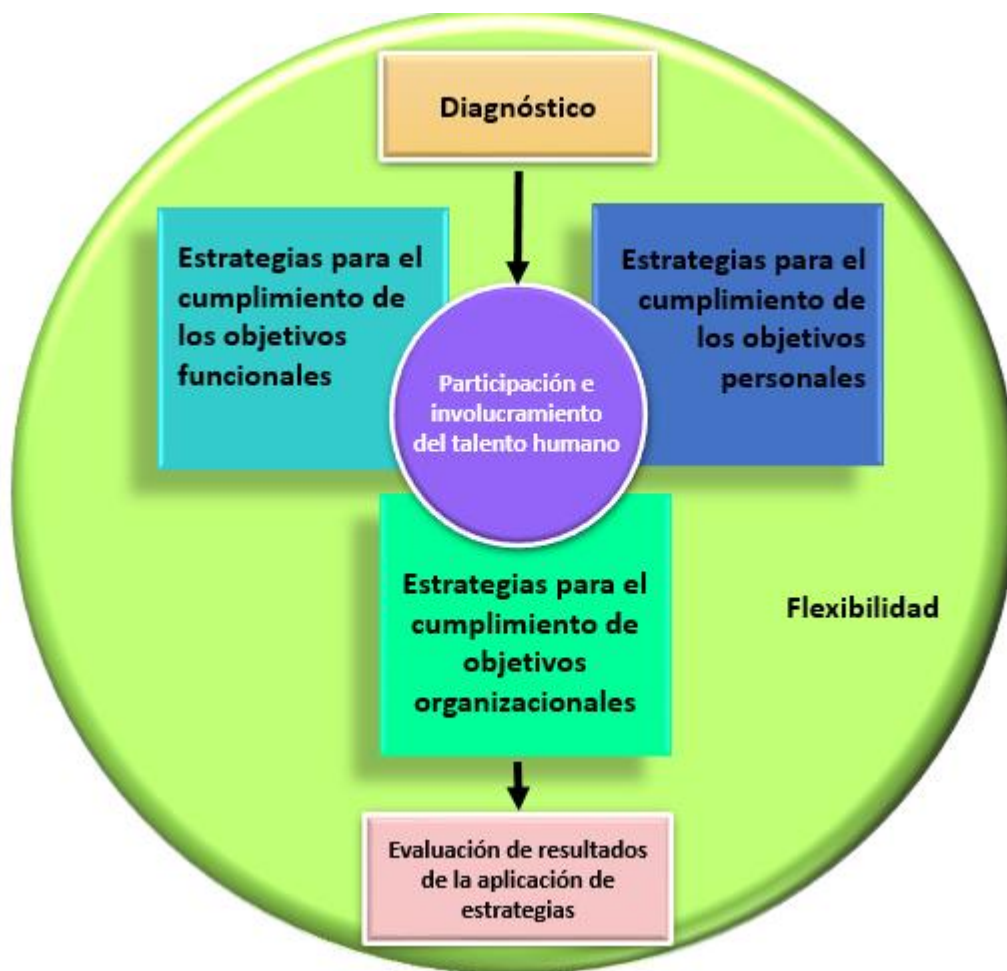 Diagnóstico
Estrategias para el
cumplimiento de
los objetivos
funcionales
Estrategias para el
cumplimiento de
los objetivos
personales
Participación e
involucramiento
del talento humano
Estrategias para el
cumplimiento de
objetivos
organizacionales
Flexibilidad
Evaluación de resultados
de la aplicación de
estrategias